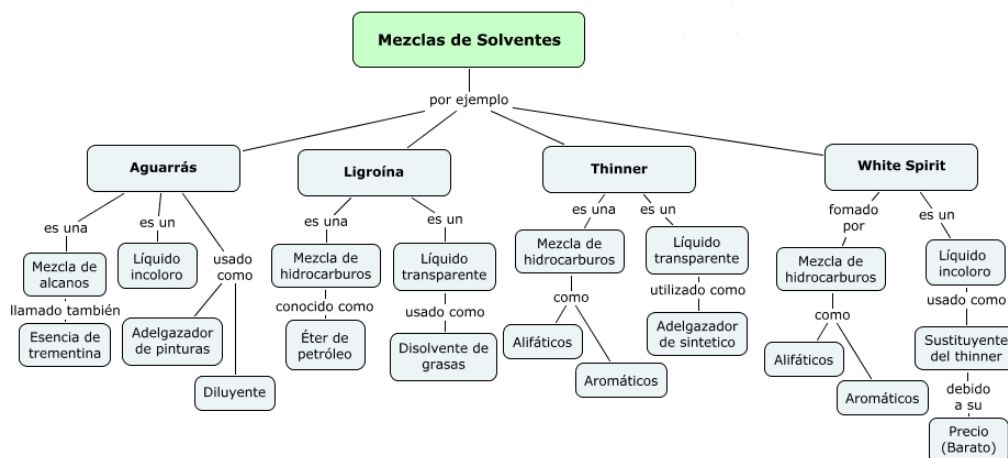 Mezclas de Solventes
por ejemplo
Aguarrás
Ligroína
Thinner
White Spirit
es una
es un
usado
como
es una
es un
es una
es un
fomado
por
es un
Mezcla de
alcanos
Líquido
incoloro
Mezcla de
hidrocarburos
Líquido
transparente
Mezcla de
hidrocarburos
Líquido
transparente
Mezcla de
hidrocarburos
Líquido
incoloro
llamado también
conocido como
usado como
como
utilizado como
como
usado como
Esencia de
trementina
Adelgazador
de pinturas
Diluyente
Éter de
petróleo
Disolvente de
grasas
Alifáticos
Aromáticos
Adelgazador
de sintetico
Alifáticos
Aromáticos
Sustituyente
del thinner
debido
a su
Precio
(Barato)